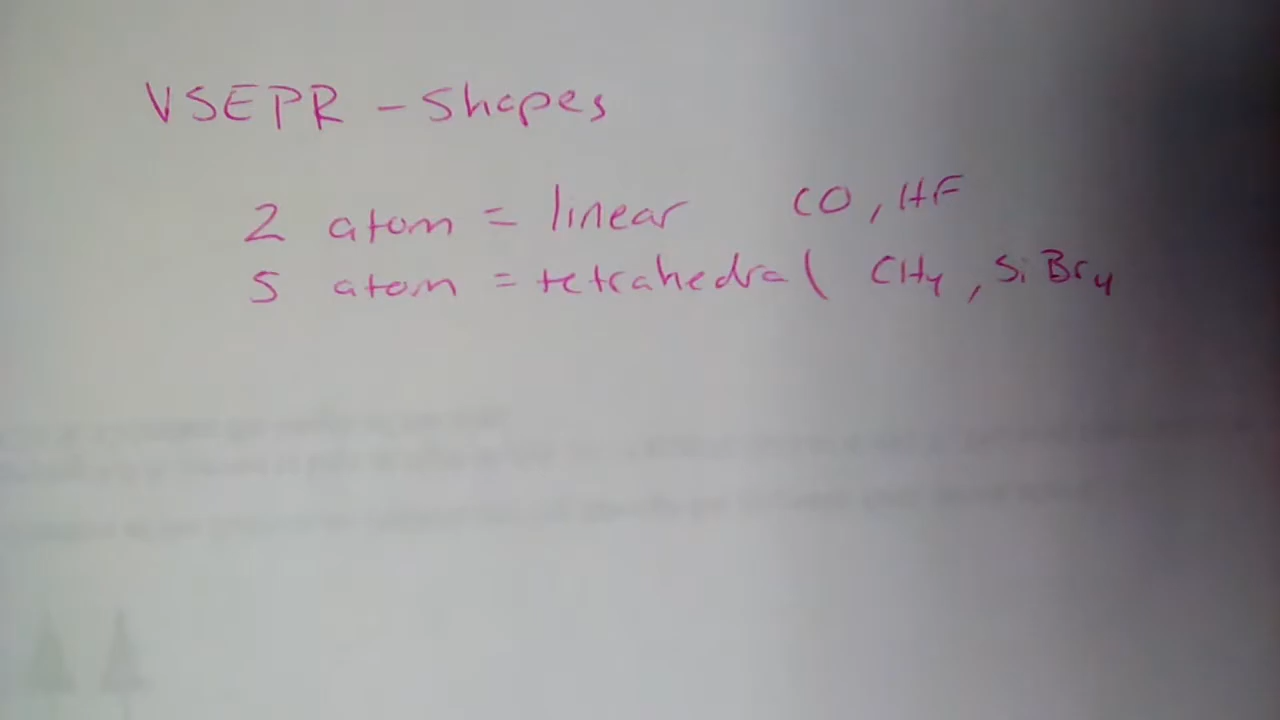 VSEPR - Shapes
2 atom = linear CO, HF
5 atom = tetrahedral CH4, SiBr4